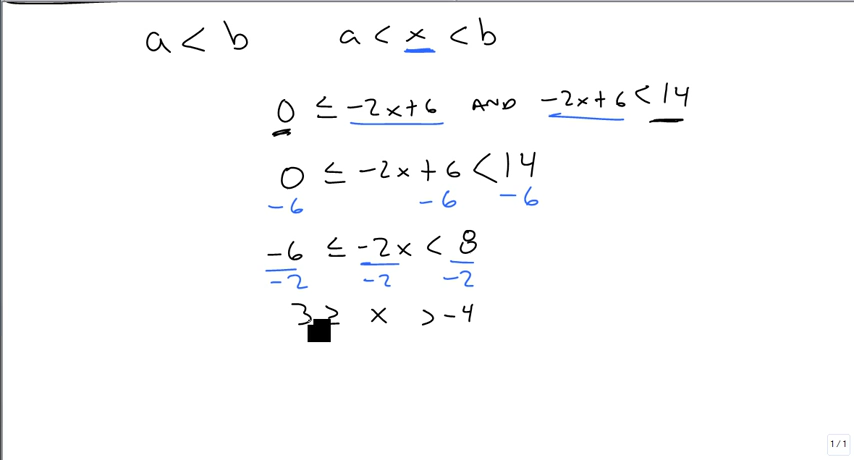 a < b a < x < b
0 ≤ -2x+6 AND -2x+6 < 14
0 ≤ -2x + 6 < 14
-6 -6 -6
-6 ≤ -2x < 8
-2 -2 -2
3 ≥ x > -4
1 / 1